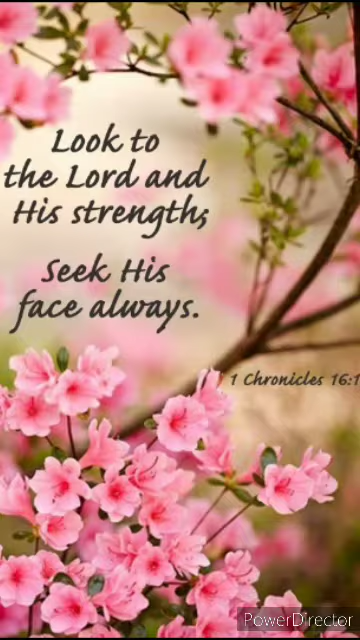 Look to
the Lord and
His strength;
Seek His
face always.
1 Chronicles 16:1
PowerDirector